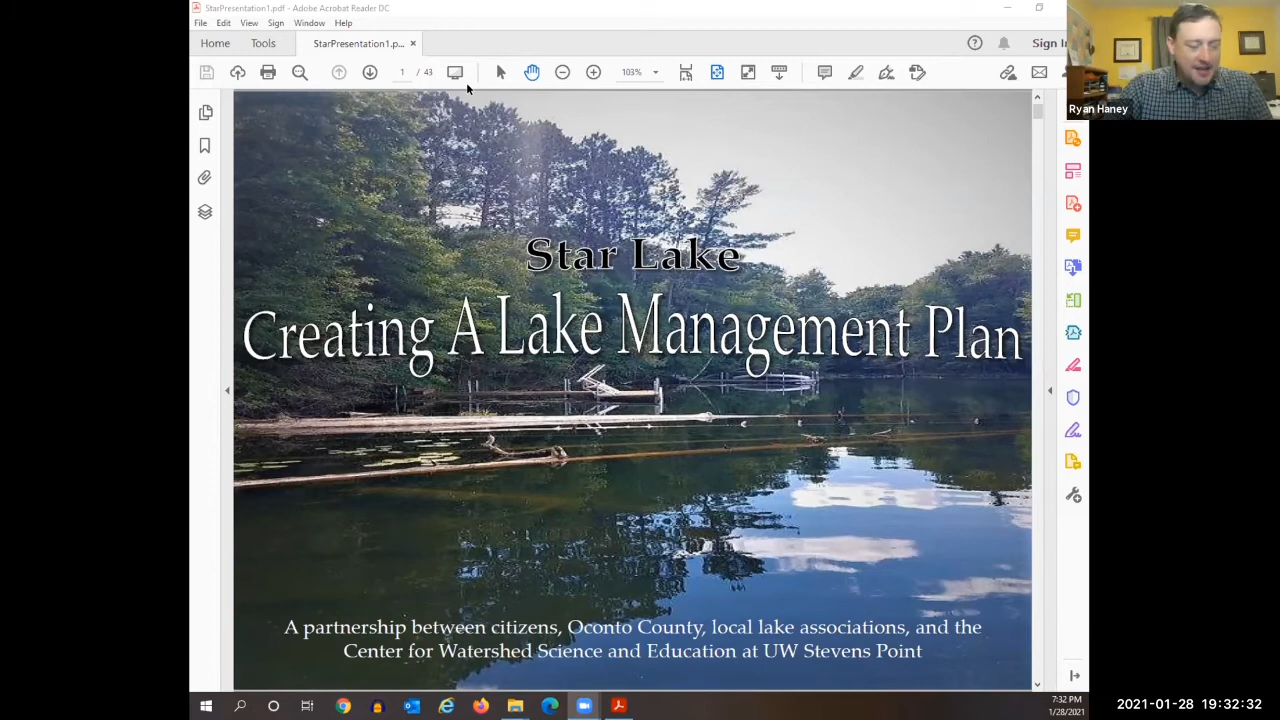 StarPresentation1.pdf - Adobe Acrobat Reader DC
File Edit View Sign Window Help
Home Tools StarPresentation1.p... × Sign In
1 / 43 103%
Ryan Haney
Star Lake
Creating A Lake Management Plan
A partnership between citizens, Oconto County, local lake associations, and the
Center for Watershed Science and Education at UW Stevens Point
7:32 PM
1/28/2021
2021-01-28 19:32:32